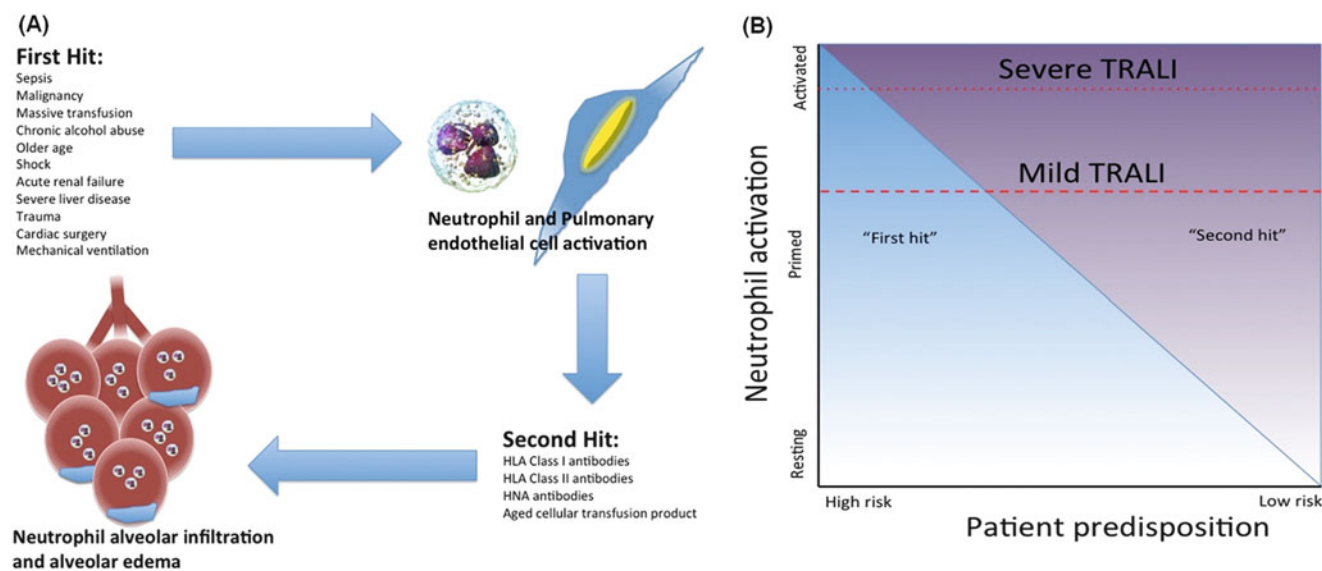 (A)
First Hit:
Sepsis
Malignancy
Massive transfusion
Chronic alcohol abuse
Older age
Shock
Acute renal failure
Severe liver disease
Trauma
Cardiac surgery
Mechanical ventilation
Neutrophil and Pulmonary
endothelial cell activation
Second Hit:
HLA Class I antibodies
HLA Class II antibodies
HNA antibodies
Aged cellular transfusion product
Neutrophil alveolar infiltration
and alveolar edema
(B)
Neutrophil activation
Activated
Primed
Resting
Severe TRALI
Mild TRALI
“First hit”
“Second hit”
High risk
Low risk
Patient predisposition